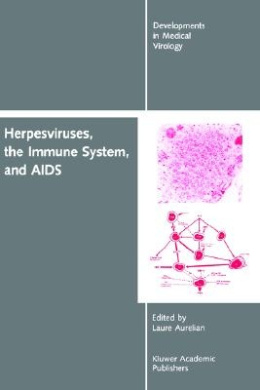 Developments
in Medical
Virology
Herpesviruses,
the Immune System,
and AIDS
Edited by
Laure Aurelian
Kluwer Academic
Publishers